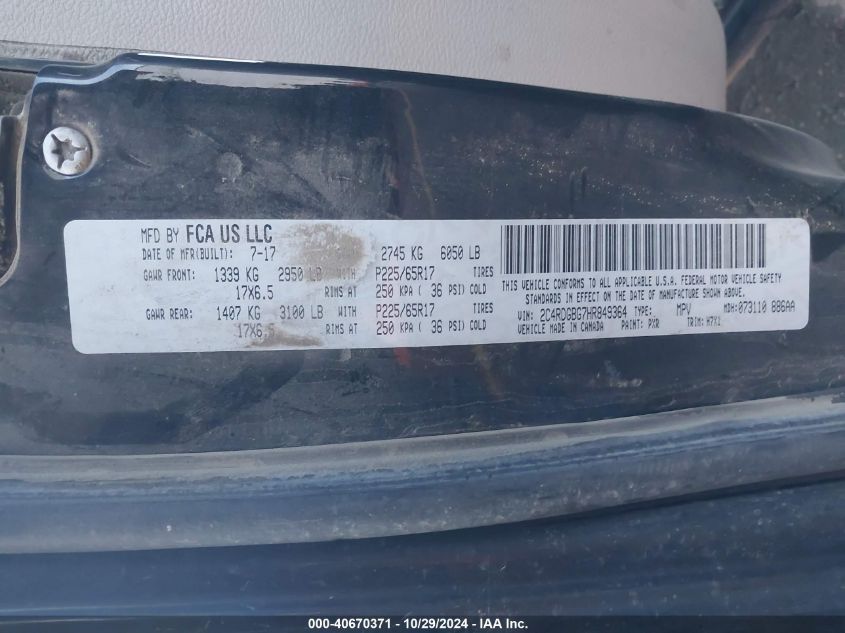 MFD BY FCA US LLC
DATE OF MFR(BUILT): 7-17 2745 KG 6050 LB
GAWR FRONT: 1339 KG 2950 LB WITH P225/65R17 TIRES
17X6.5 RIMS AT 250 KPA ( 36 PSI) COLD
GAWR REAR: 1407 KG 3100 LB WITH P225/65R17 TIRES
17X6.5 RIMS AT 250 KPA ( 36 PSI) COLD
THIS VEHICLE CONFORMS TO ALL APPLICABLE U.S.A. FEDERAL MOTOR VEHICLE SAFETY
STANDARDS IN EFFECT ON THE DATE OF MANUFACTURE SHOWN ABOVE.
VIN: 2C4RDGBG7HR849364 TYPE: MPV MDH:073110 886AA
VEHICLE MADE IN CANADA PAINT: PXR TRIM: H7X1
000-40670371 - 10/29/2024 - IAA Inc.